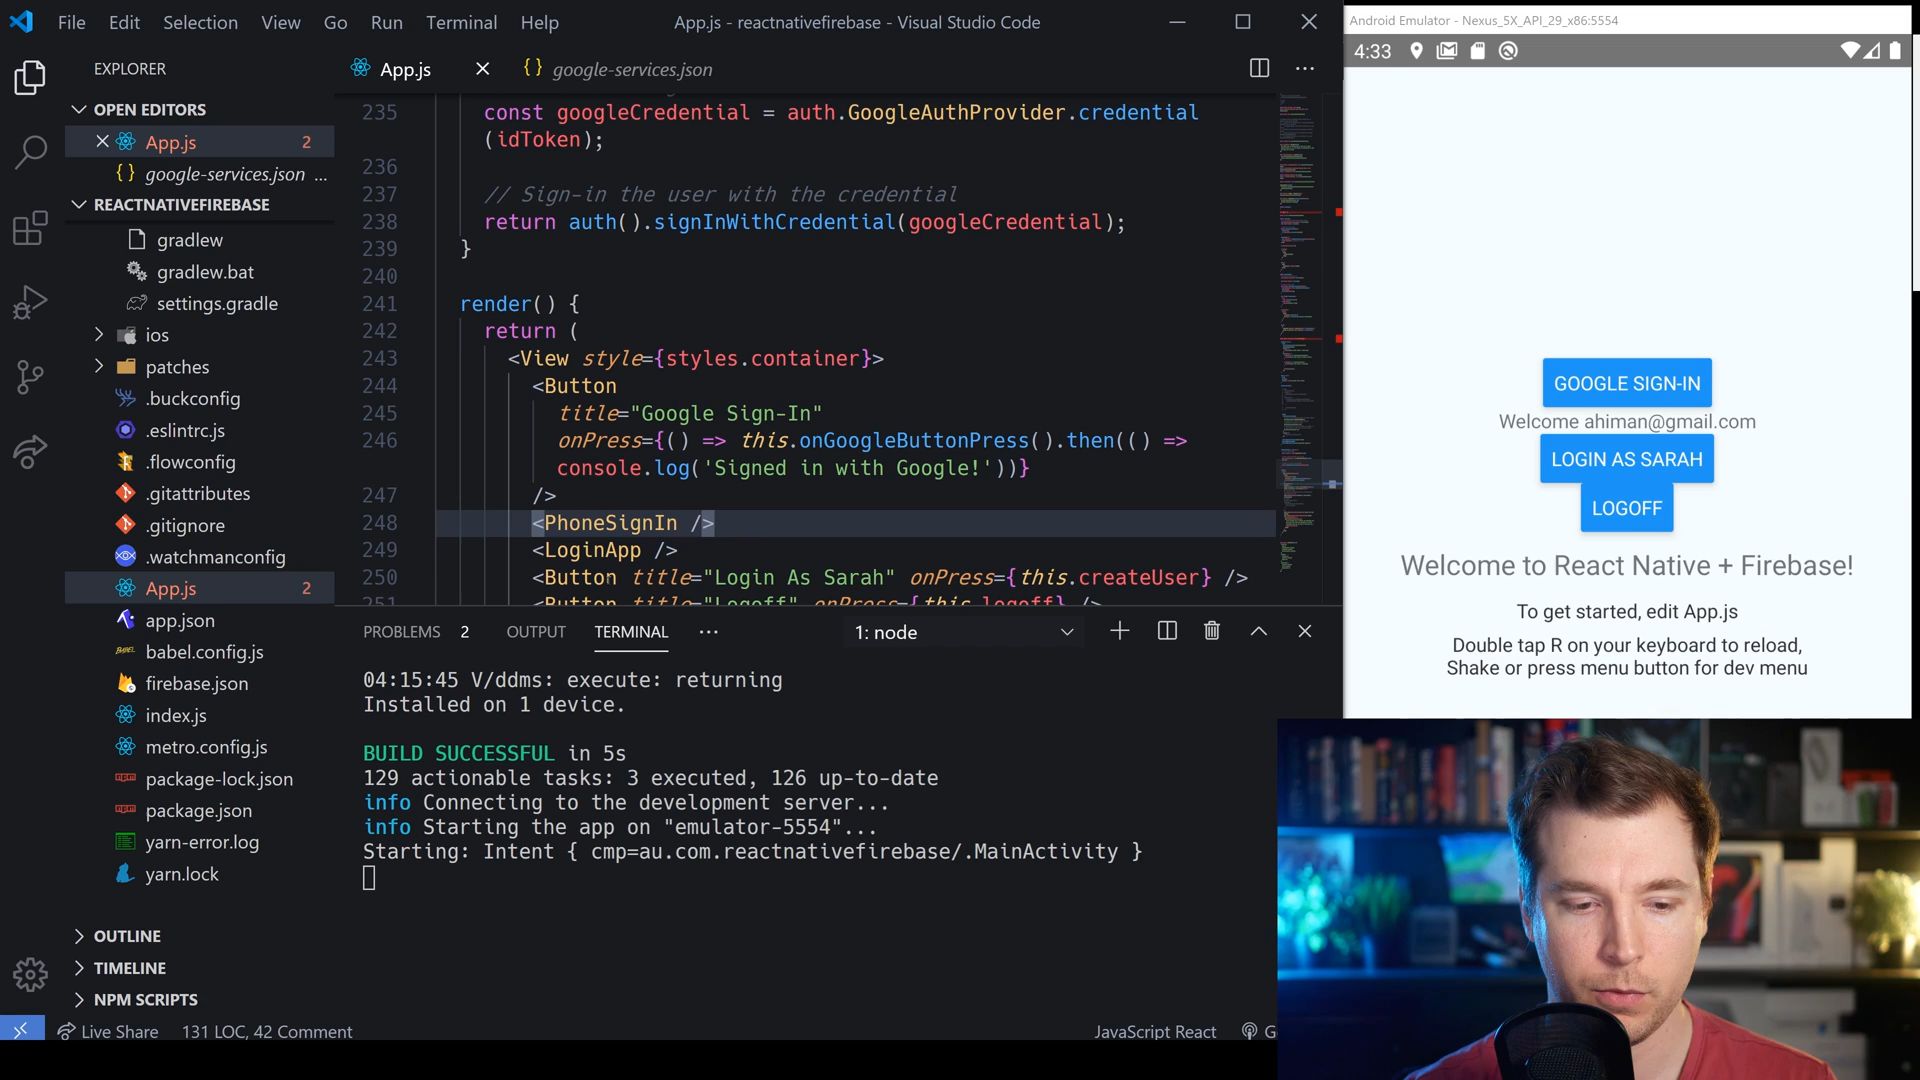 File Edit Selection View Go Run Terminal Help
App.js - reactnativefirebase - Visual Studio Code
EXPLORER
OPEN EDITORS
App.js 2
google-services.json ...
REACTNATIVEFIREBASE
gradlew
gradlew.bat
settings.gradle
ios
patches
.buckconfig
.eslintrc.js
.flowconfig
.gitattributes
.gitignore
.watchmanconfig
App.js 2
app.json
babel.config.js
firebase.json
index.js
metro.config.js
package-lock.json
package.json
yarn-error.log
yarn.lock
OUTLINE
TIMELINE
NPM SCRIPTS
Live Share 131 LOC, 42 Comment
App.js
google-services.json
235 const googleCredential = auth.GoogleAuthProvider.credential
(idToken);
236
237 // Sign-in the user with the credential
238 return auth().signInWithCredential(googleCredential);
239 }
240
241 render() {
242 return (
243 <View style={styles.container}>
244 <Button
245 title="Google Sign-In"
246 onPress={() => this.onGoogleButtonPress().then(() =>
console.log('Signed in with Google!'))}
247 />
248 <PhoneSignIn />
249 <LoginApp />
250 <Button title="Login As Sarah" onPress={this.createUser} />
251 <Button title="Logoff" onPress={this.logoff} />
PROBLEMS 2 OUTPUT TERMINAL ... 1: node
04:15:45 V/ddms: execute: returning
Installed on 1 device.
BUILD SUCCESSFUL in 5s
129 actionable tasks: 3 executed, 126 up-to-date
info Connecting to the development server...
info Starting the app on "emulator-5554"...
Starting: Intent { cmp=au.com.reactnativefirebase/.MainActivity }
JavaScript React
Android Emulator - Nexus_5X_API_29_x86:5554
4:33
GOOGLE SIGN-IN
Welcome ahiman@gmail.com
LOGIN AS SARAH
LOGOFF
Welcome to React Native + Firebase!
To get started, edit App.js
Double tap R on your keyboard to reload,
Shake or press menu button for dev menu